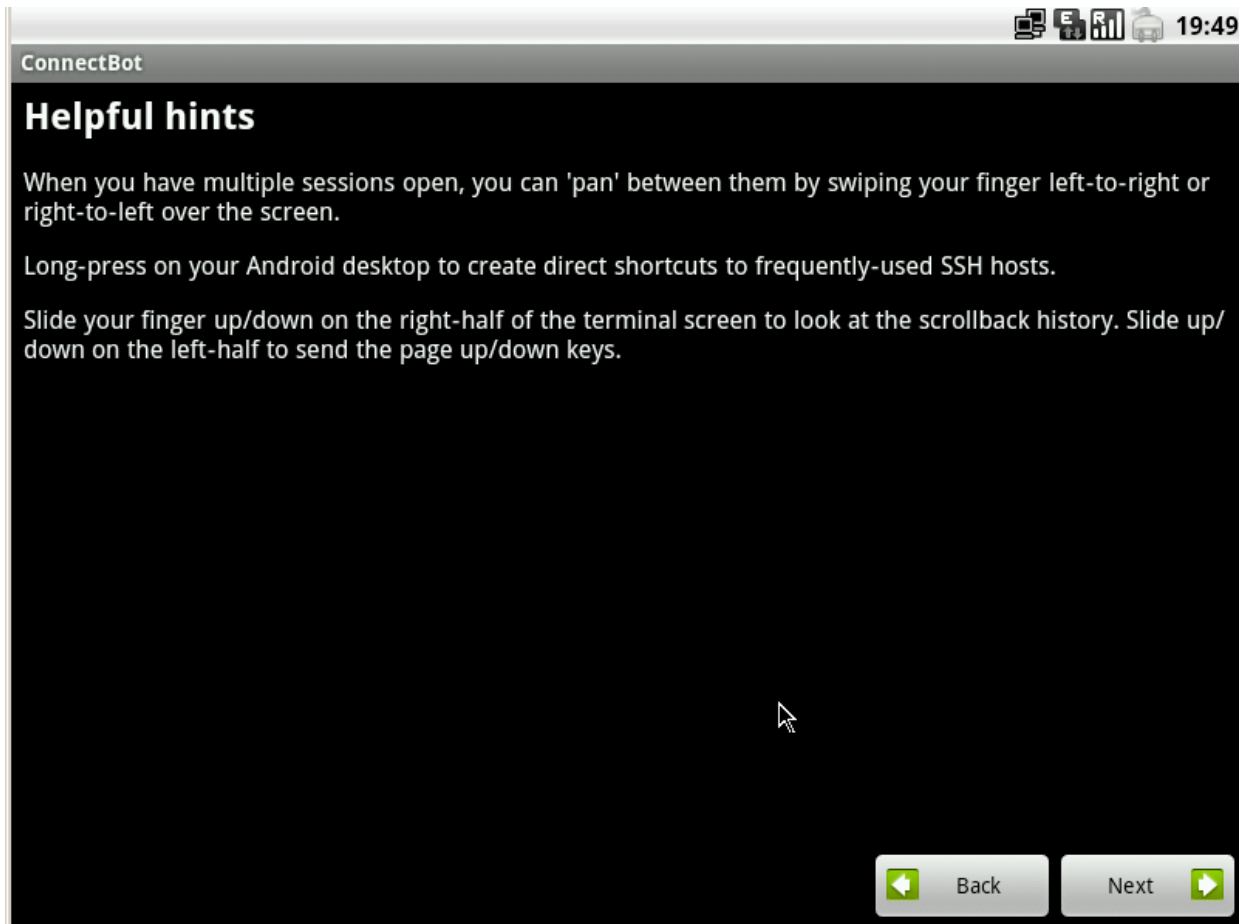 19:49
ConnectBot
Helpful hints
When you have multiple sessions open, you can 'pan' between them by swiping your finger left-to-right or
right-to-left over the screen.
Long-press on your Android desktop to create direct shortcuts to frequently-used SSH hosts.
Slide your finger up/down on the right-half of the terminal screen to look at the scrollback history. Slide up/
down on the left-half to send the page up/down keys.
Back Next